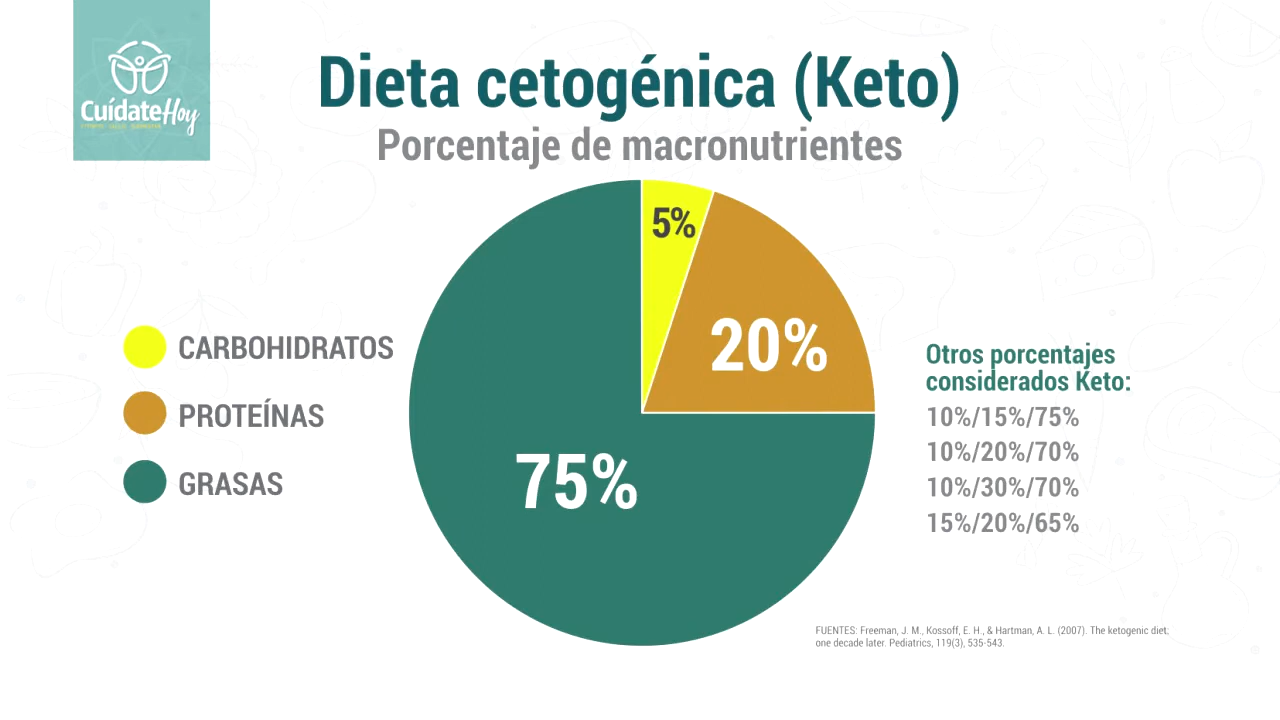 CuídateHoy
Dieta cetogénica (Keto)
Porcentaje de macronutrientes
5%
20%
75%
CARBOHIDRATOS
PROTEÍNAS
GRASAS
Otros porcentajes
considerados Keto:
10%/15%/75%
10%/20%/70%
10%/30%/70%
15%/20%/65%
FUENTES: Freeman, J. M., Kossoff, E. H., & Hartman, A. L. (2007). The ketogenic diet:
one decade later. Pediatrics, 119(3), 535-543.